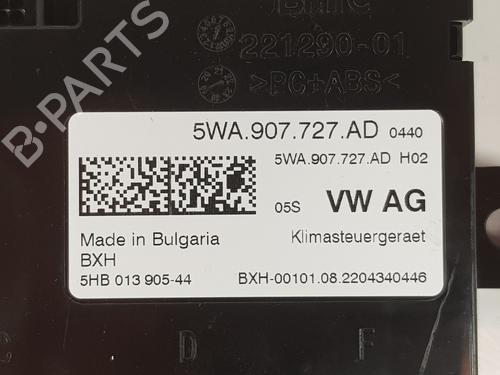 221290-01
>PC+ABS<
5WA.907.727.AD 0440
5WA.907.727.AD H02
05S VW AG
Made in Bulgaria Klimasteuergeraet
BXH
5HB 013 905-44 BXH-00101.08.2204340446
C D F
B-PARTS